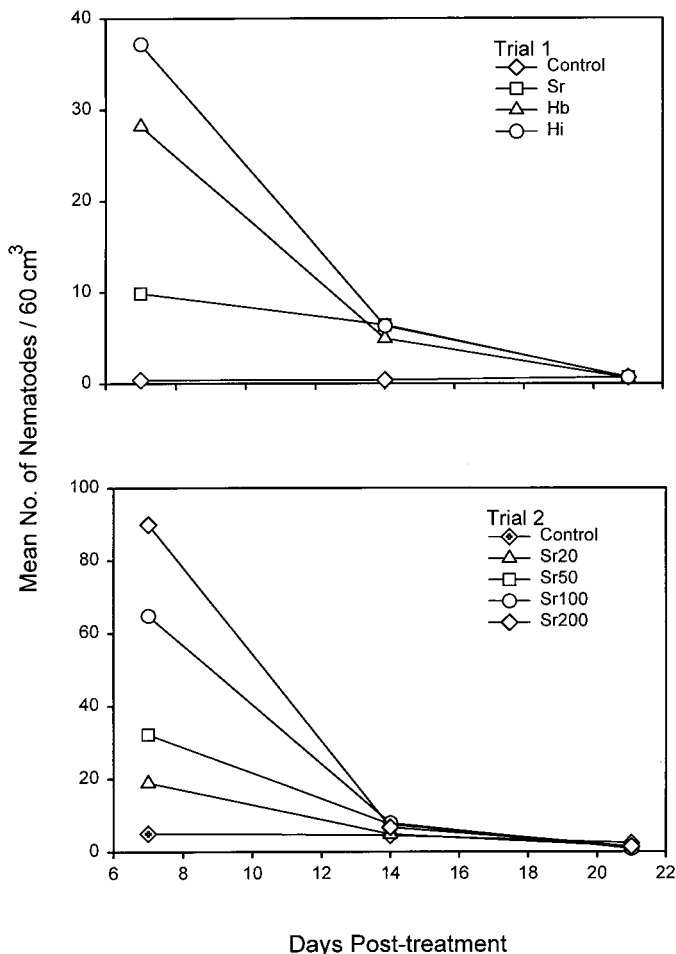 Mean No. of Nematodes / 60 cm³
40
30
20
10
0
Trial 1
Control
Sr
Hb
Hi
100
80
60
40
20
0
Trial 2
Control
Sr20
Sr50
Sr100
Sr200
6 8 10 12 14 16 18 20 22
Days Post-treatment